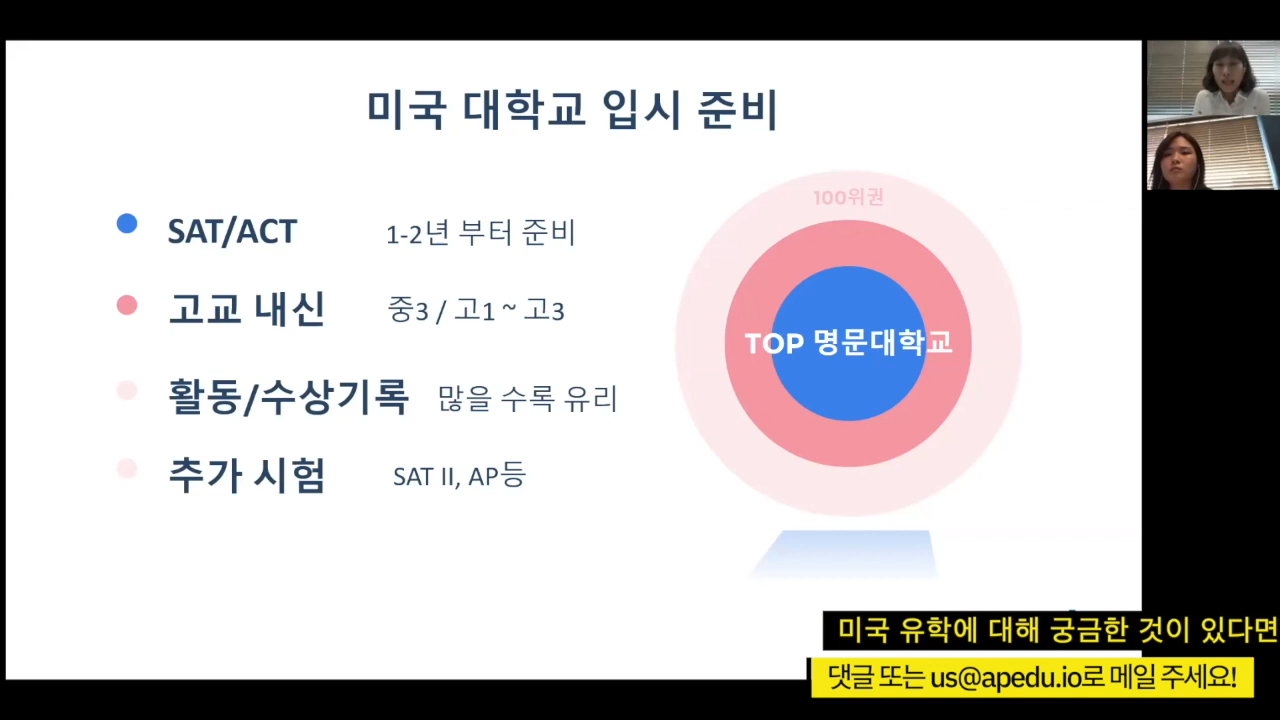 미국 대학교 입시 준비
SAT/ACT 1-2년 부터 준비
고교 내신 중3 / 고1 ~ 고3
활동/수상기록 많을 수록 유리
추가 시험 SAT II, AP등
100위권
TOP 명문대학교
미국 유학에 대해 궁금한 것이 있다면
댓글 또는 us@apedu.io로 메일 주세요!